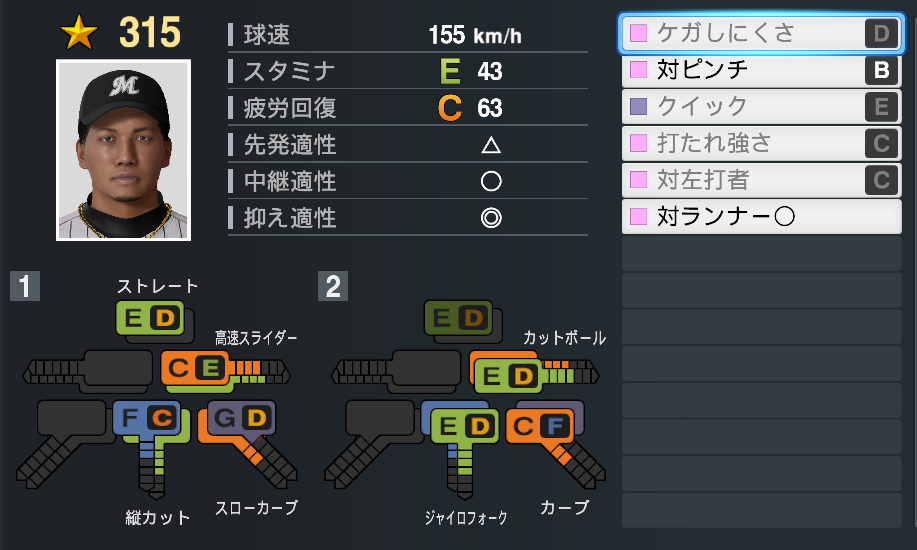 315
球速 155 km/h
スタミナ E 43
疲労回復 C 63
先発適性 △
中継適性 ○
抑え適性 ◎
M
ケガしにくさ D
対ピンチ B
クイック E
打たれ強さ C
対左打者 C
対ランナー○
1
ストレート
E D
高速スライダー
C E
F C
G D
縦カット
スローカーブ
2
E D
カットボール
E D
E D
C F
ジャイロフォーク
カーブ